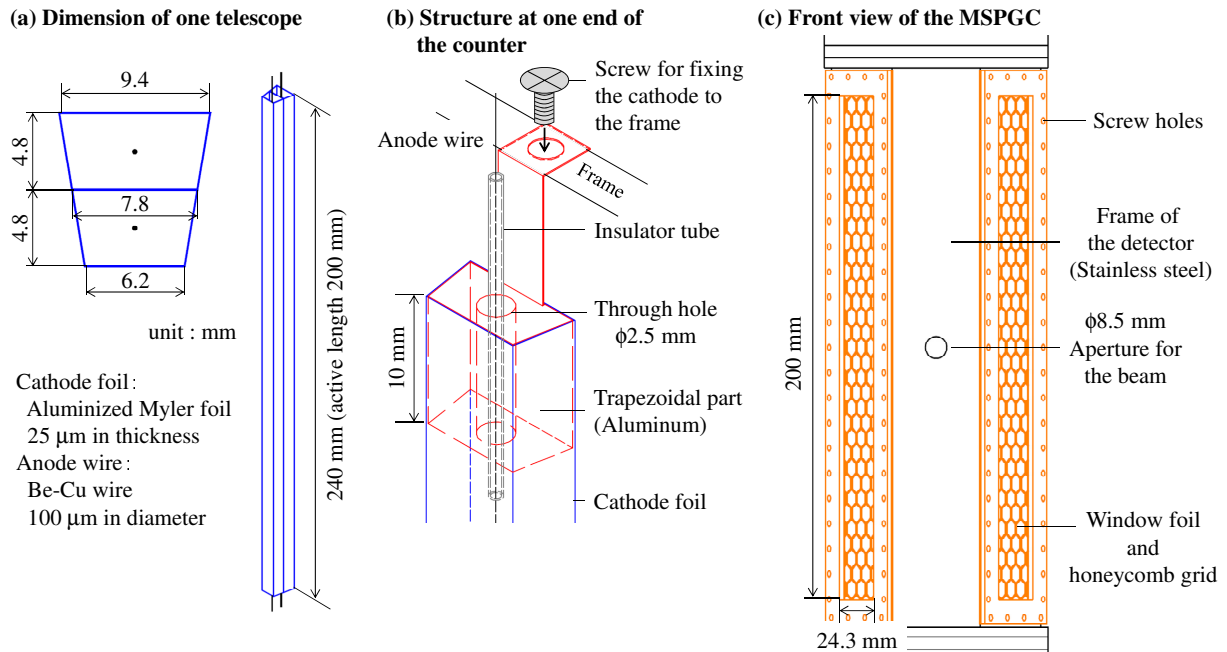 (a) Dimension of one telescope
9.4
4.8
7.8
4.8
6.2
unit : mm
240 mm (active length 200 mm)
Cathode foil:
Aluminized Myler foil
25 μm in thickness
Anode wire:
Be-Cu wire
100 μm in diameter
(b) Structure at one end of
the counter
Screw for fixing
the cathode to
the frame
Anode wire
Frame
Insulator tube
Through hole
ϕ2.5 mm
10 mm
Trapezoidal part
(Aluminum)
Cathode foil
(c) Front view of the MSPGC
Screw holes
Frame of
the detector
(Stainless steel)
ϕ8.5 mm
Aperture for
the beam
200 mm
Window foil
and
honeycomb grid
24.3 mm